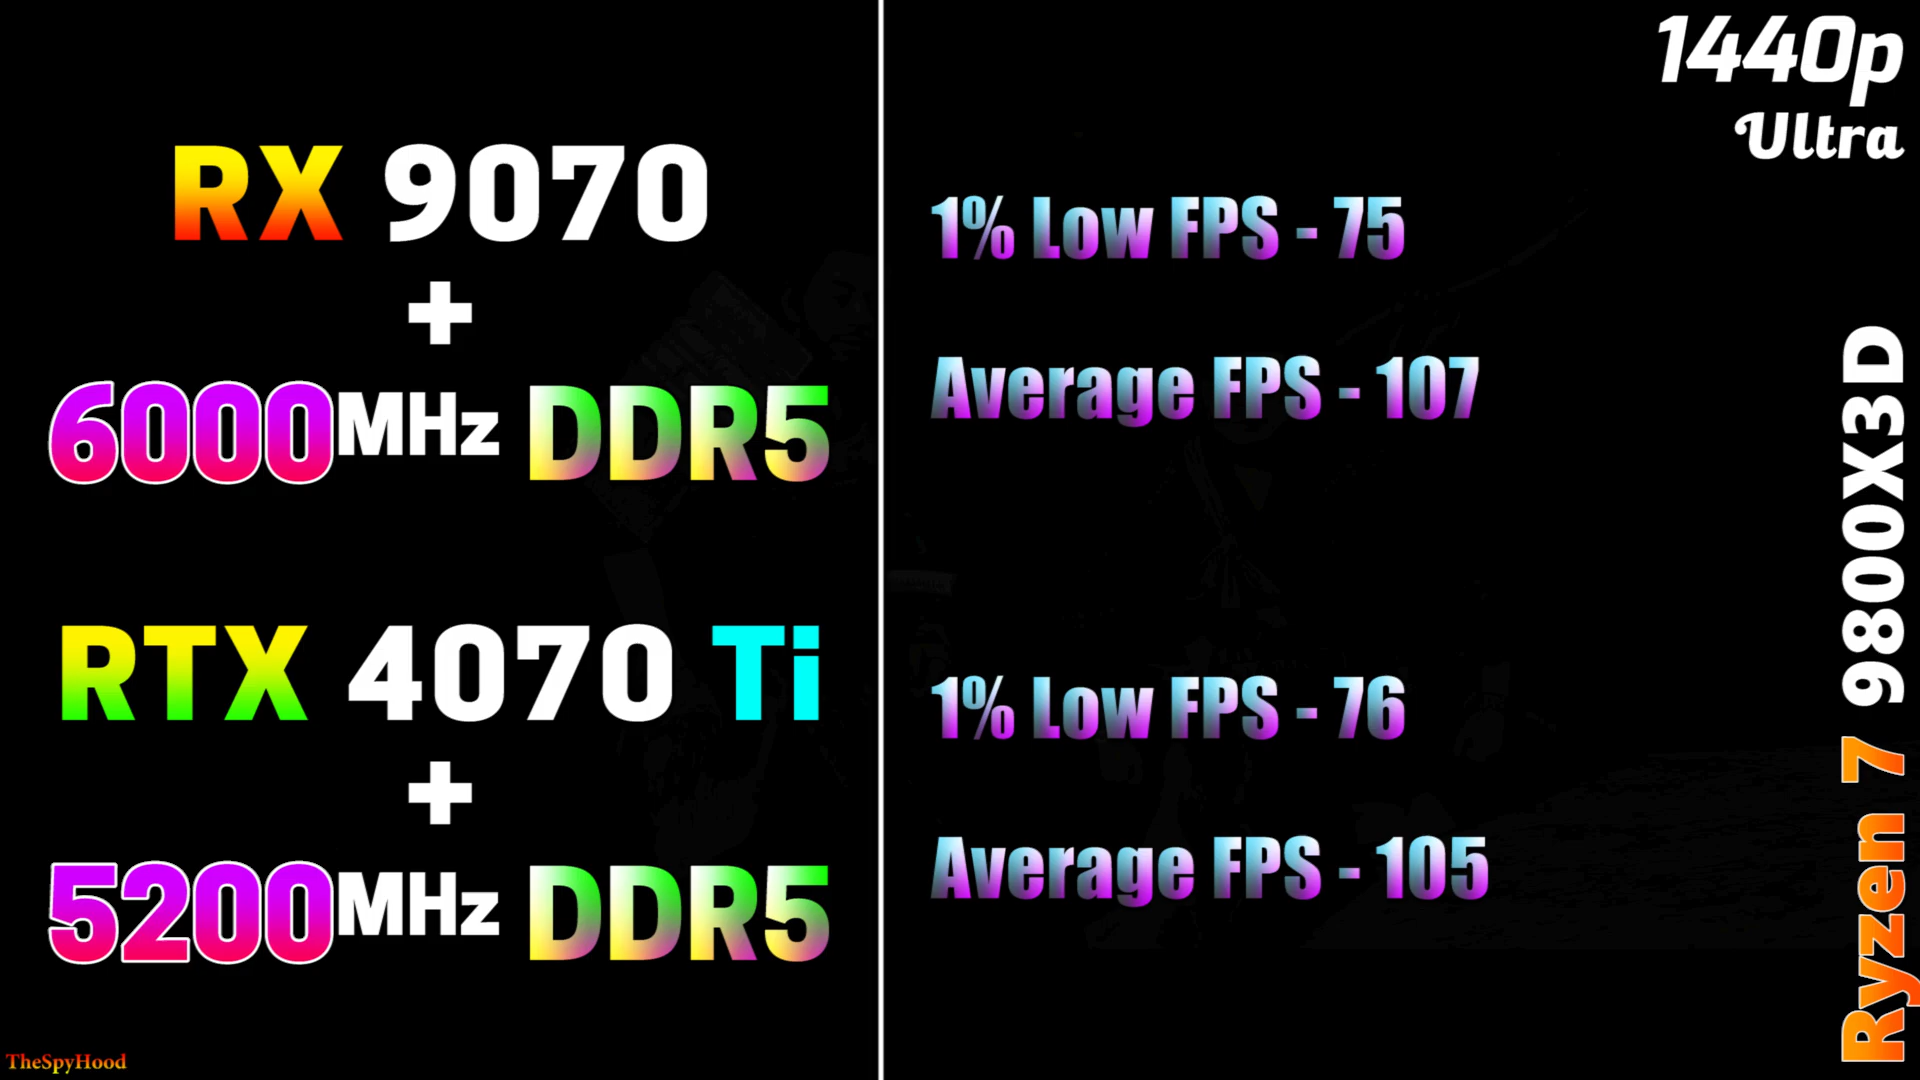 1440p
Ultra
RX 9070
+
6000MHz DDR5
1% Low FPS - 75
Average FPS - 107
RTX 4070 Ti
+
5200MHz DDR5
1% Low FPS - 76
Average FPS - 105
Ryzen 7 9800X3D
TheSpyHood